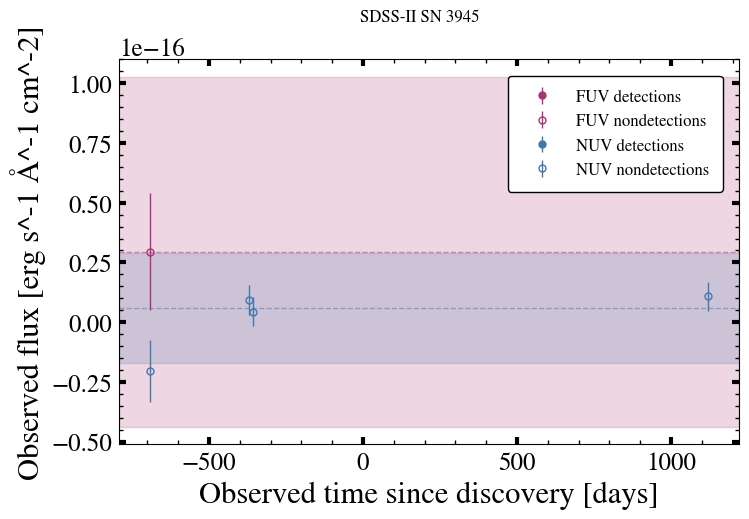 SDSS-II SN 3945
1e−16
1.00
0.75
0.50
0.25
0.00
−0.25
−0.50
Observed flux [erg s^-1 Å^-1 cm^-2]
FUV detections
FUV nondetections
NUV detections
NUV nondetections
−500
0
500
1000
Observed time since discovery [days]